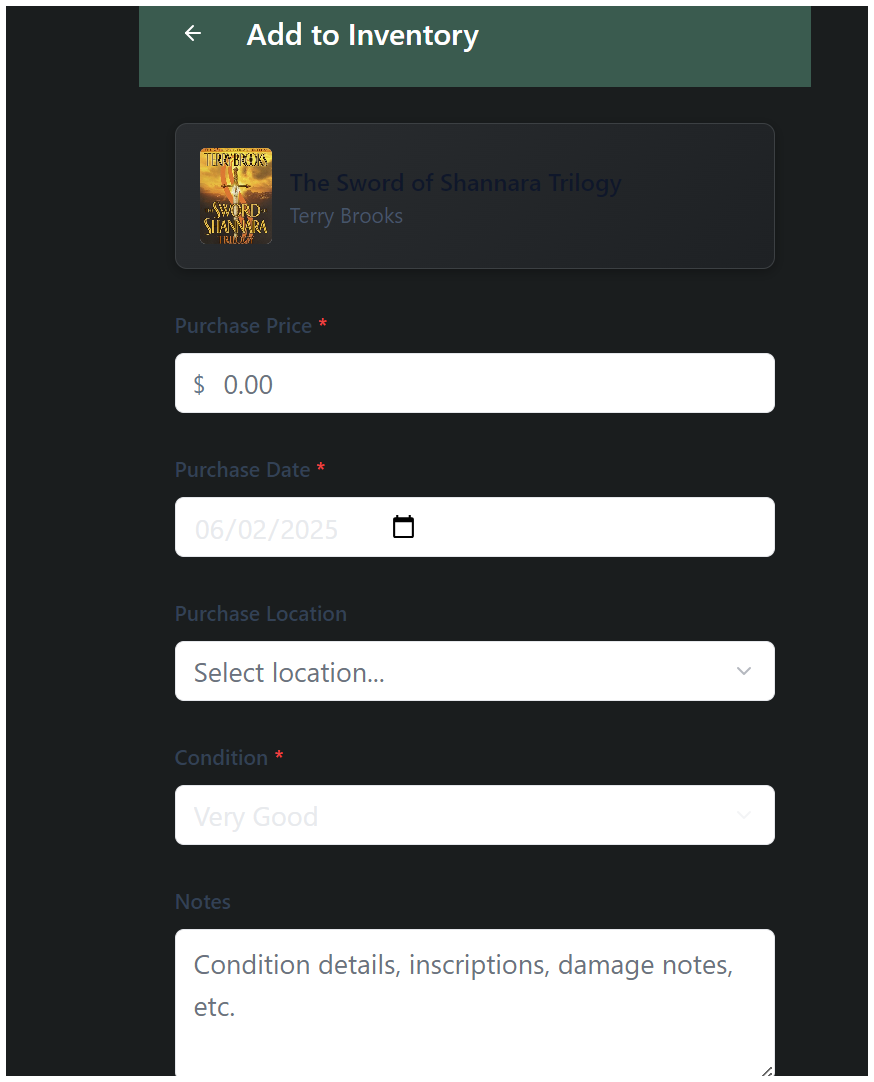 Add to Inventory
TERRY BROOKS
THE SWORD OF
SHANNARA
TRILOGY
The Sword of Shannara Trilogy
Terry Brooks
Purchase Price *
$ 0.00
Purchase Date *
06/02/2025
Purchase Location
Select location...
Condition *
Very Good
Notes
Condition details, inscriptions, damage notes,
etc.